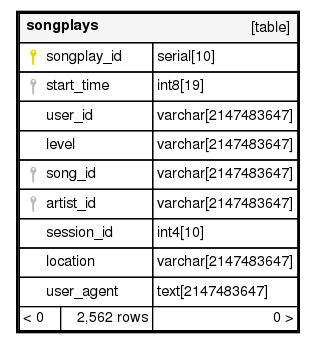 songplays [table]
songplay_id serial[10]
start_time int8[19]
user_id varchar[2147483647]
level varchar[2147483647]
song_id varchar[2147483647]
artist_id varchar[2147483647]
session_id int4[10]
location varchar[2147483647]
user_agent text[2147483647]
< 0 2,562 rows 0 >